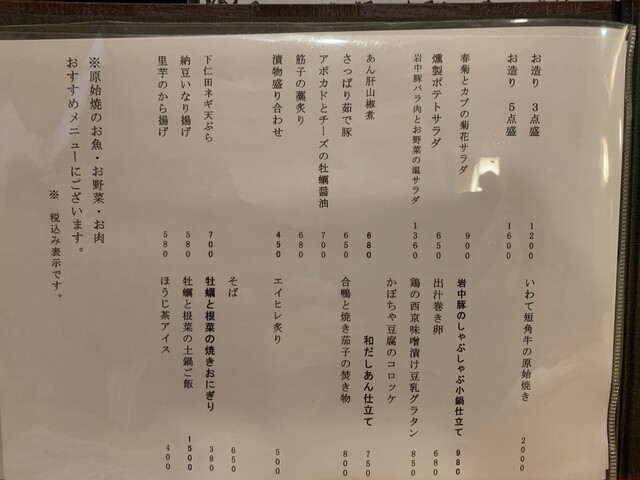 お造り 3点盛 1200
お造り 5点盛 1600
春菊とカブの菊花サラダ 900
燻製ポテトサラダ 650
岩中豚バラ肉とお野菜の温サラダ 1360
あん肝山椒煮 680
さっぱり茹で豚 650
アボカドとチーズの牡蠣醤油 700
筋子の藁炙り 680
漬物盛り合わせ 450
下仁田ネギ天ぷら 700
納豆いなり揚げ 580
里芋のから揚げ 580
いわて短角牛の原始焼き 2000
岩中豚のしゃぶしゃぶ小鍋仕立て 980
出汁巻き卵 680
鶏の西京味噌漬け豆乳グラタン 850
かぼちゃ豆腐のコロッケ
和だしあん仕立て 750
合鴨と焼き茄子の焚き物 800
エイヒレ炙り 500
そば 650
牡蠣と根菜の焼きおにぎり 380
牡蠣と根菜の土鍋ご飯 1500
ほうじ茶アイス 400
※原始焼のお魚・お野菜・お肉
おすすめメニューにございます。
※ 税込み表示です。